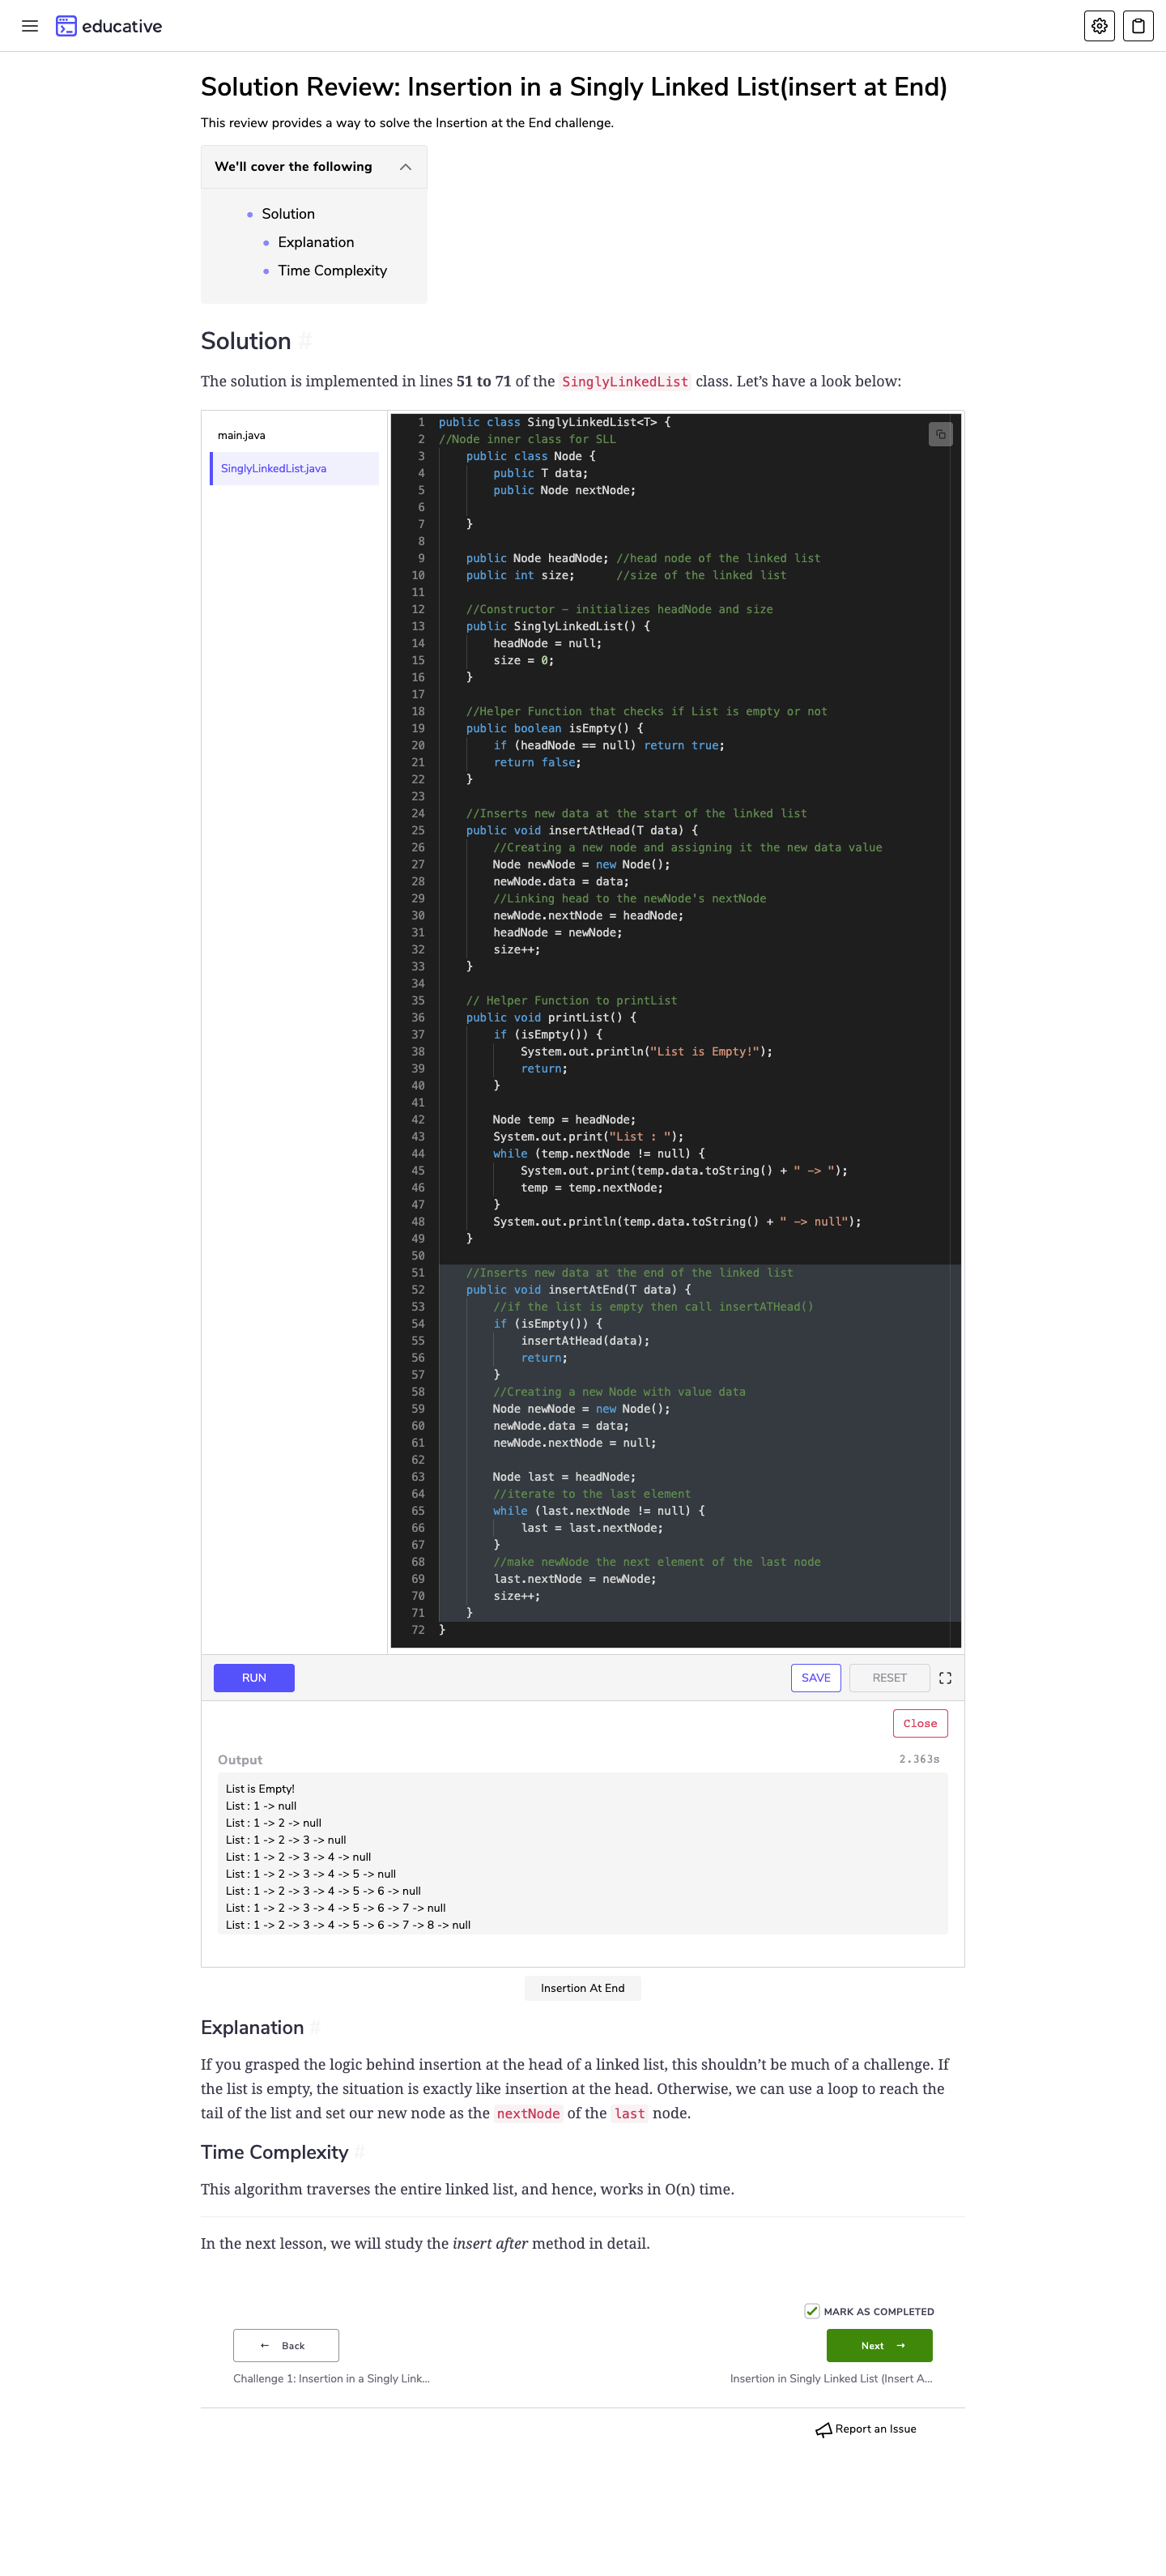 educative
Solution Review: Insertion in a Singly Linked List(insert at End)
This review provides a way to solve the Insertion at the End challenge.
We'll cover the following
Solution
Explanation
Time Complexity
Solution #
The solution is implemented in lines 51 to 71 of the SinglyLinkedList class. Let’s have a look below:
main.java
SinglyLinkedList.java
1 public class SinglyLinkedList<T> {
2 //Node inner class for SLL
3     public class Node {
4         public T data;
5         public Node nextNode;
6
7     }
8
9     public Node headNode; //head node of the linked list
10     public int size;      //size of the linked list
11
12     //Constructor – initializes headNode and size
13     public SinglyLinkedList() {
14         headNode = null;
15         size = 0;
16     }
17
18     //Helper Function that checks if List is empty or not
19     public boolean isEmpty() {
20         if (headNode == null) return true;
21         return false;
22     }
23
24     //Inserts new data at the start of the linked list
25     public void insertAtHead(T data) {
26         //Creating a new node and assigning it the new data value
27         Node newNode = new Node();
28         newNode.data = data;
29         //Linking head to the newNode's nextNode
30         newNode.nextNode = headNode;
31         headNode = newNode;
32         size++;
33     }
34
35     // Helper Function to printList
36     public void printList() {
37         if (isEmpty()) {
38             System.out.println("List is Empty!");
39             return;
40         }
41
42         Node temp = headNode;
43         System.out.print("List : ");
44         while (temp.nextNode != null) {
45             System.out.print(temp.data.toString() + " -> ");
46             temp = temp.nextNode;
47         }
48         System.out.println(temp.data.toString() + " -> null");
49     }
50
51     //Inserts new data at the end of the linked list
52     public void insertAtEnd(T data) {
53         //if the list is empty then call insertATHead()
54         if (isEmpty()) {
55             insertAtHead(data);
56             return;
57         }
58         //Creating a new Node with value data
59         Node newNode = new Node();
60         newNode.data = data;
61         newNode.nextNode = null;
62
63         Node last = headNode;
64         //iterate to the last element
65         while (last.nextNode != null) {
66             last = last.nextNode;
67         }
68         //make newNode the next element of the last node
69         last.nextNode = newNode;
70         size++;
71     }
72 }
RUN
SAVE
RESET
Close
Output
2.363s
List is Empty!
List : 1 -> null
List : 1 -> 2 -> null
List : 1 -> 2 -> 3 -> null
List : 1 -> 2 -> 3 -> 4 -> null
List : 1 -> 2 -> 3 -> 4 -> 5 -> null
List : 1 -> 2 -> 3 -> 4 -> 5 -> 6 -> null
List : 1 -> 2 -> 3 -> 4 -> 5 -> 6 -> 7 -> null
List : 1 -> 2 -> 3 -> 4 -> 5 -> 6 -> 7 -> 8 -> null
Insertion At End
Explanation #
If you grasped the logic behind insertion at the head of a linked list, this shouldn’t be much of a challenge. If
the list is empty, the situation is exactly like insertion at the head. Otherwise, we can use a loop to reach the
tail of the list and set our new node as the nextNode of the last node.
Time Complexity #
This algorithm traverses the entire linked list, and hence, works in O(n) time.
In the next lesson, we will study the insert after method in detail.
MARK AS COMPLETED
← Back
Next →
Challenge 1: Insertion in a Singly Link...
Insertion in Singly Linked List (Insert A...
Report an Issue